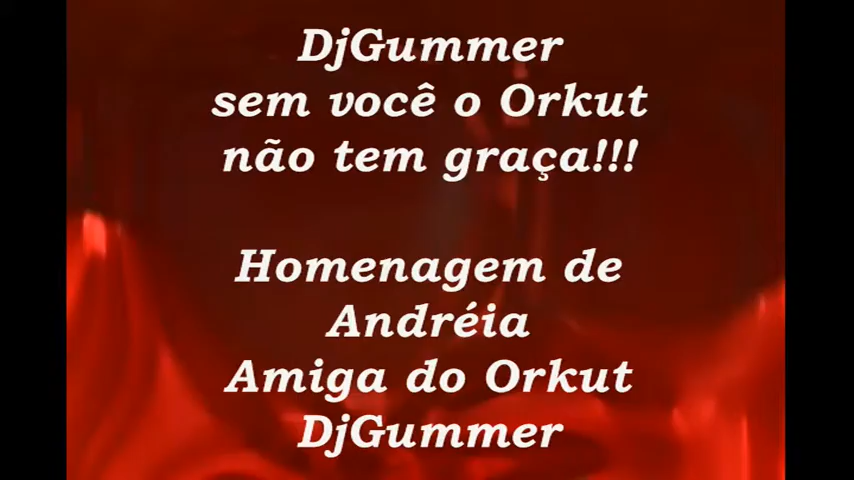 DjGummer
sem você o Orkut
não tem graça!!!
Homenagem de
Andréia
Amiga do Orkut
DjGummer